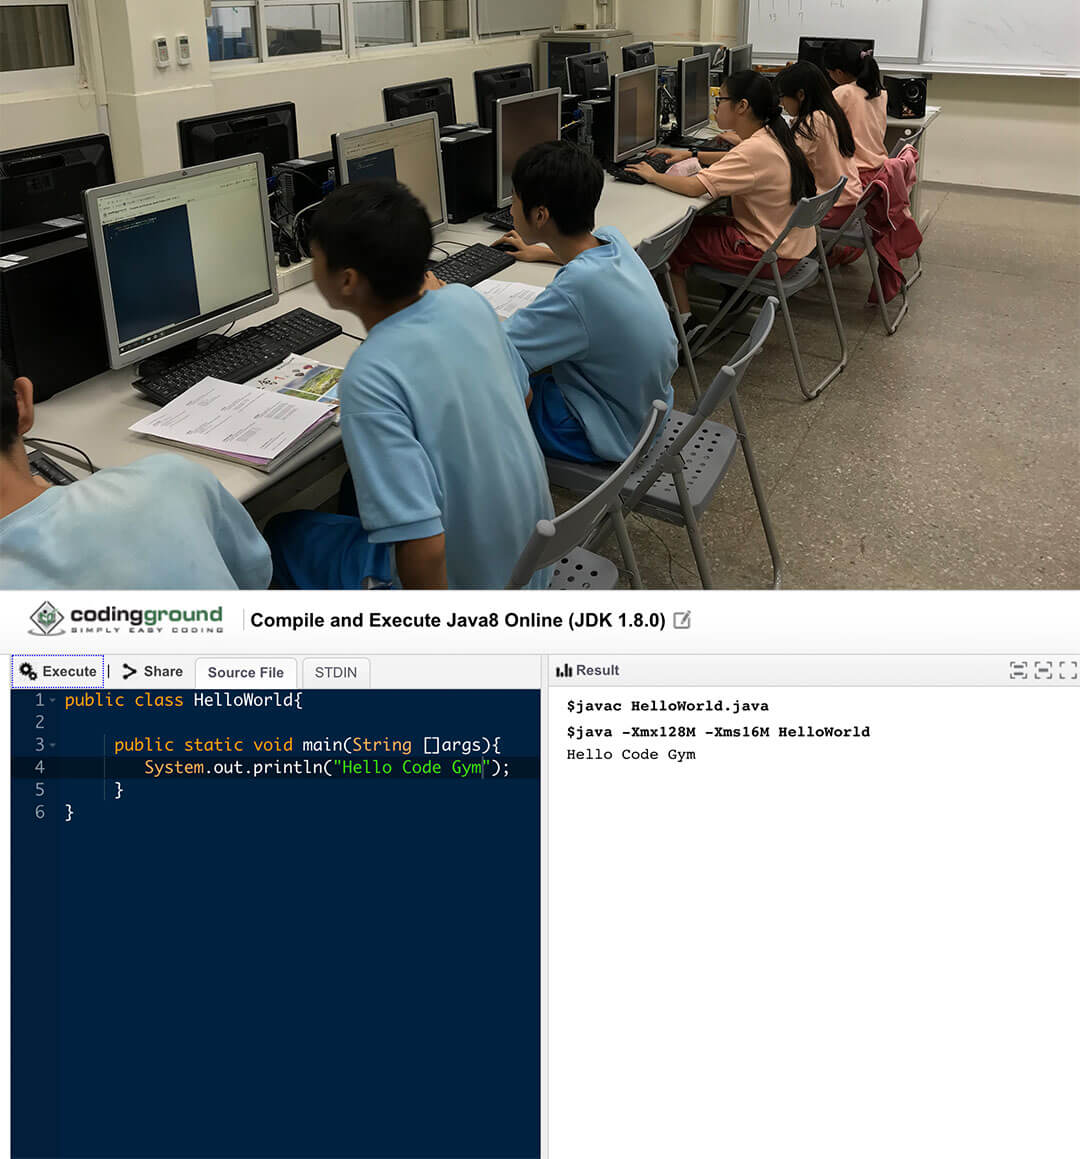 codingground
SIMPLY EASY CODING
Compile and Execute Java8 Online (JDK 1.8.0)
Execute | Share Source File STDIN
Result
1 public class HelloWorld{
2
3 public static void main(String []args){
4 System.out.println("Hello Code Gym");
5 }
6 }
$javac HelloWorld.java
$java -Xmx128M -Xms16M HelloWorld
Hello Code Gym